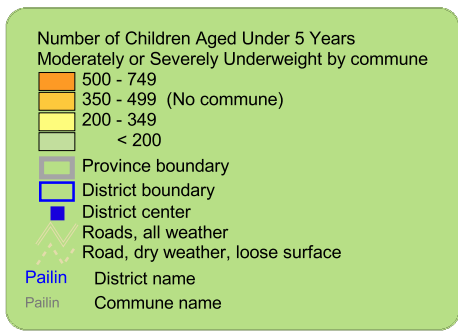 Number of Children Aged Under 5 Years
Moderately or Severely Underweight by commune
500 - 749
350 - 499 (No commune)
200 - 349
< 200
Province boundary
District boundary
District center
Roads, all weather
Road, dry weather, loose surface
Pailin District name
Pailin Commune name